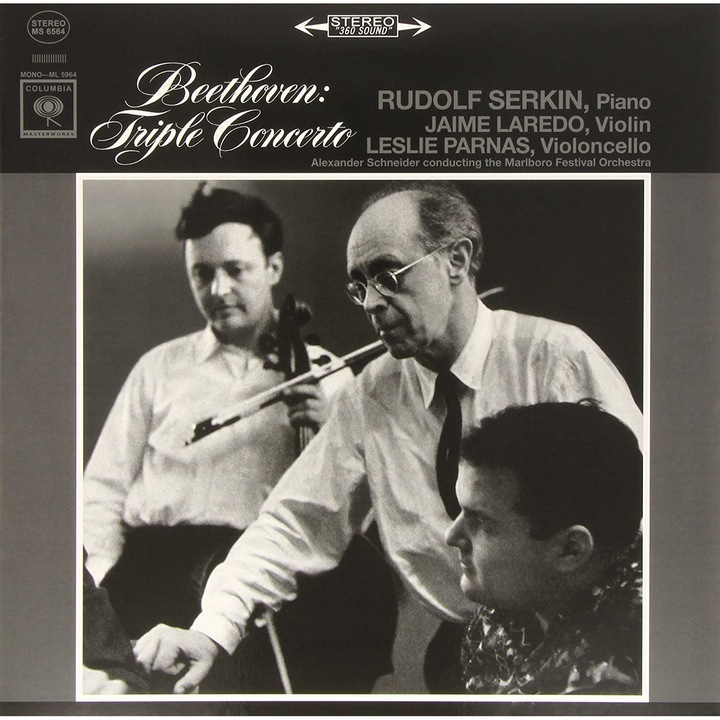 STEREO
MS 6564
STEREO
"360 SOUND"
MONO—ML 5964
COLUMBIA
MASTERWORKS
Beethoven:
Triple Concerto
RUDOLF SERKIN, Piano
JAIME LAREDO, Violin
LESLIE PARNAS, Violoncello
Alexander Schneider conducting the Marlboro Festival Orchestra